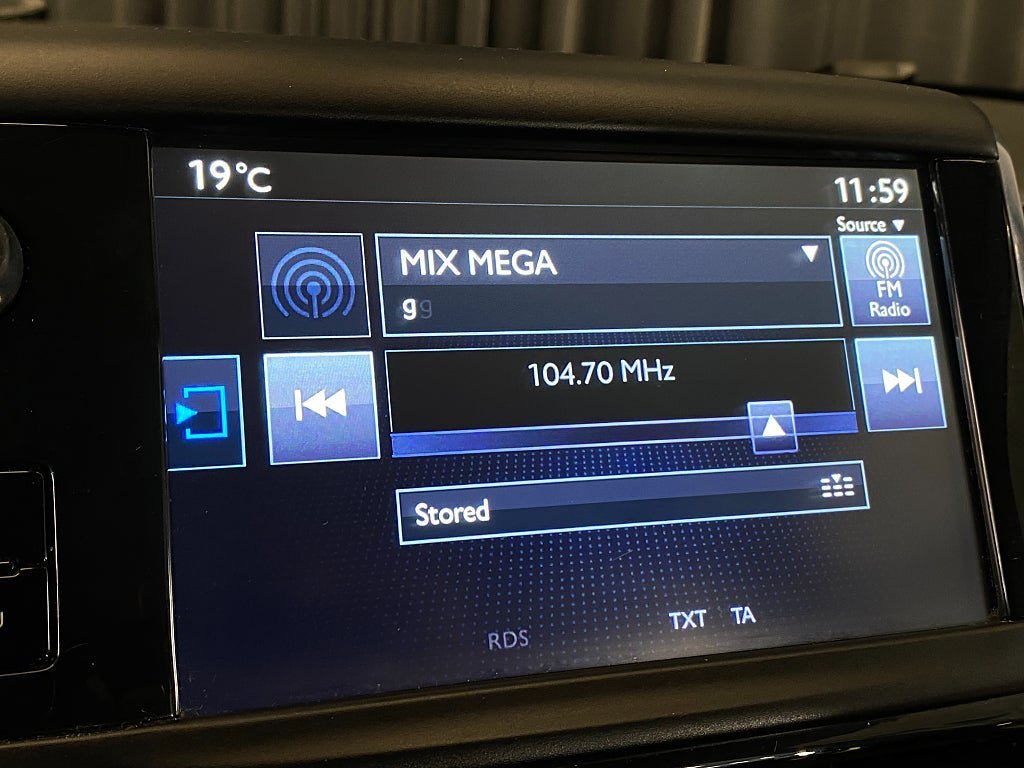 19°C
11:59
Source
MIX MEGA
g
FM
Radio
104.70 MHz
Stored
TXT TA
RDS